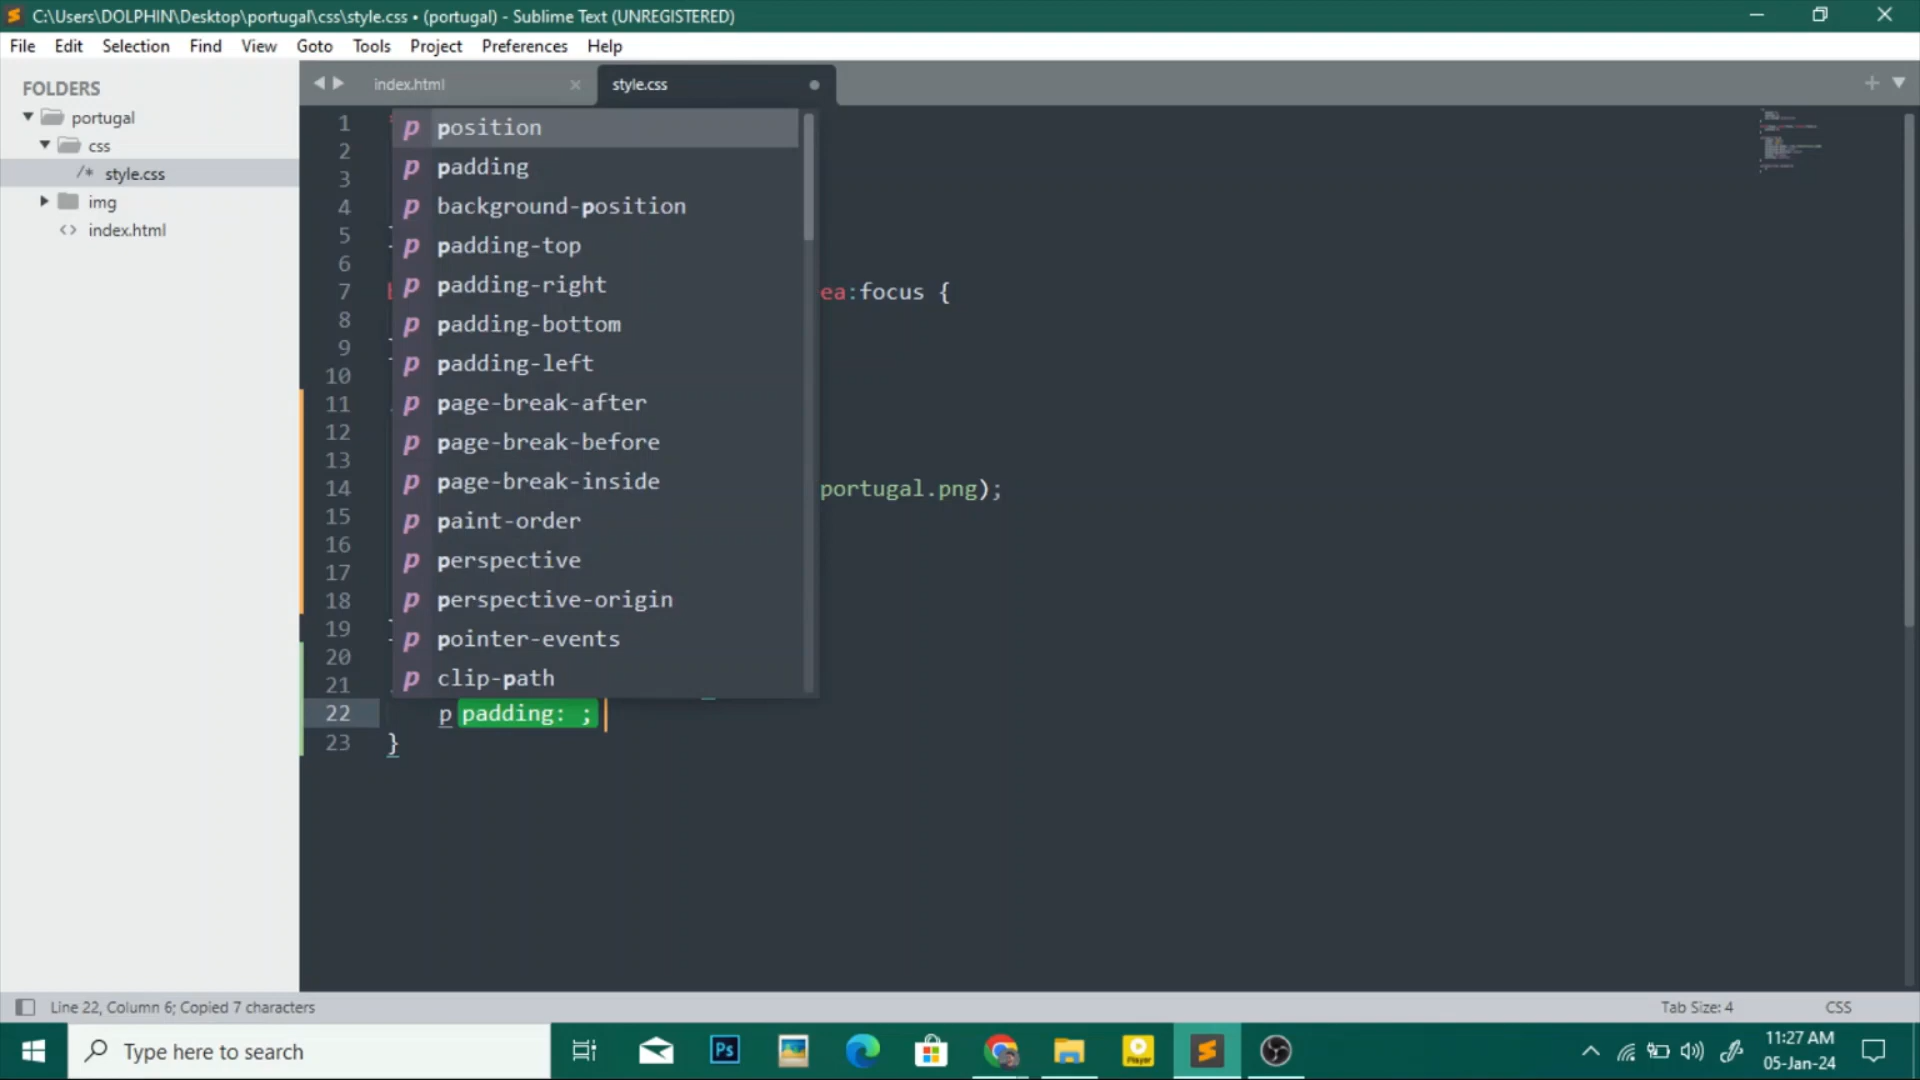 C:\Users\DOLPHIN\Desktop\portugal\css\style.css • (portugal) - Sublime Text (UNREGISTERED)
File Edit Selection Find View Goto Tools Project Preferences Help
FOLDERS
portugal
css
/* style.css
img
<> index.html
index.html
style.css
1
2
3
4
5
6
7 ea:focus {
8
9
10
11
12
13
14 portugal.png);
15
16
17
18
19
20
21
22 p padding: ;
23 }
p position
p padding
p background-position
p padding-top
p padding-right
p padding-bottom
p padding-left
p page-break-after
p page-break-before
p page-break-inside
p paint-order
p perspective
p perspective-origin
p pointer-events
p clip-path
Line 22, Column 6; Copied 7 characters
Tab Size: 4
CSS
Type here to search
Ps
Player
11:27 AM
05-Jan-24